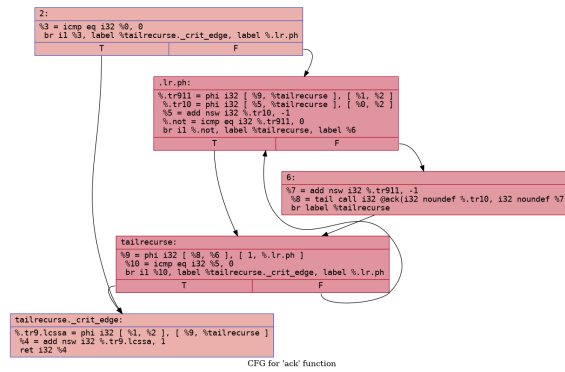 2:
%3 = icmp eq i32 %0, 0
br i1 %3, label %tailrecurse._crit_edge, label %.lr.ph
T F
.lr.ph:
%.tr911 = phi i32 [ %9, %tailrecurse ], [ %1, %2 ]
%.tr10 = phi i32 [ %5, %tailrecurse ], [ %0, %2 ]
%5 = add nsw i32 %.tr10, -1
%.not = icmp eq i32 %.tr911, 0
br i1 %.not, label %tailrecurse, label %6
T F
6:
%7 = add nsw i32 %.tr911, -1
%8 = tail call i32 @ack(i32 noundef %.tr10, i32 noundef %7
br label %tailrecurse
tailrecurse:
%9 = phi i32 [ %8, %6 ], [ 1, %.lr.ph ]
%10 = icmp eq i32 %5, 0
br i1 %10, label %tailrecurse._crit_edge, label %.lr.ph
T F
tailrecurse._crit_edge:
%.tr9.lcssa = phi i32 [ %1, %2 ], [ %9, %tailrecurse ]
%4 = add nsw i32 %.tr9.lcssa, 1
ret i32 %4
CFG for 'ack' function